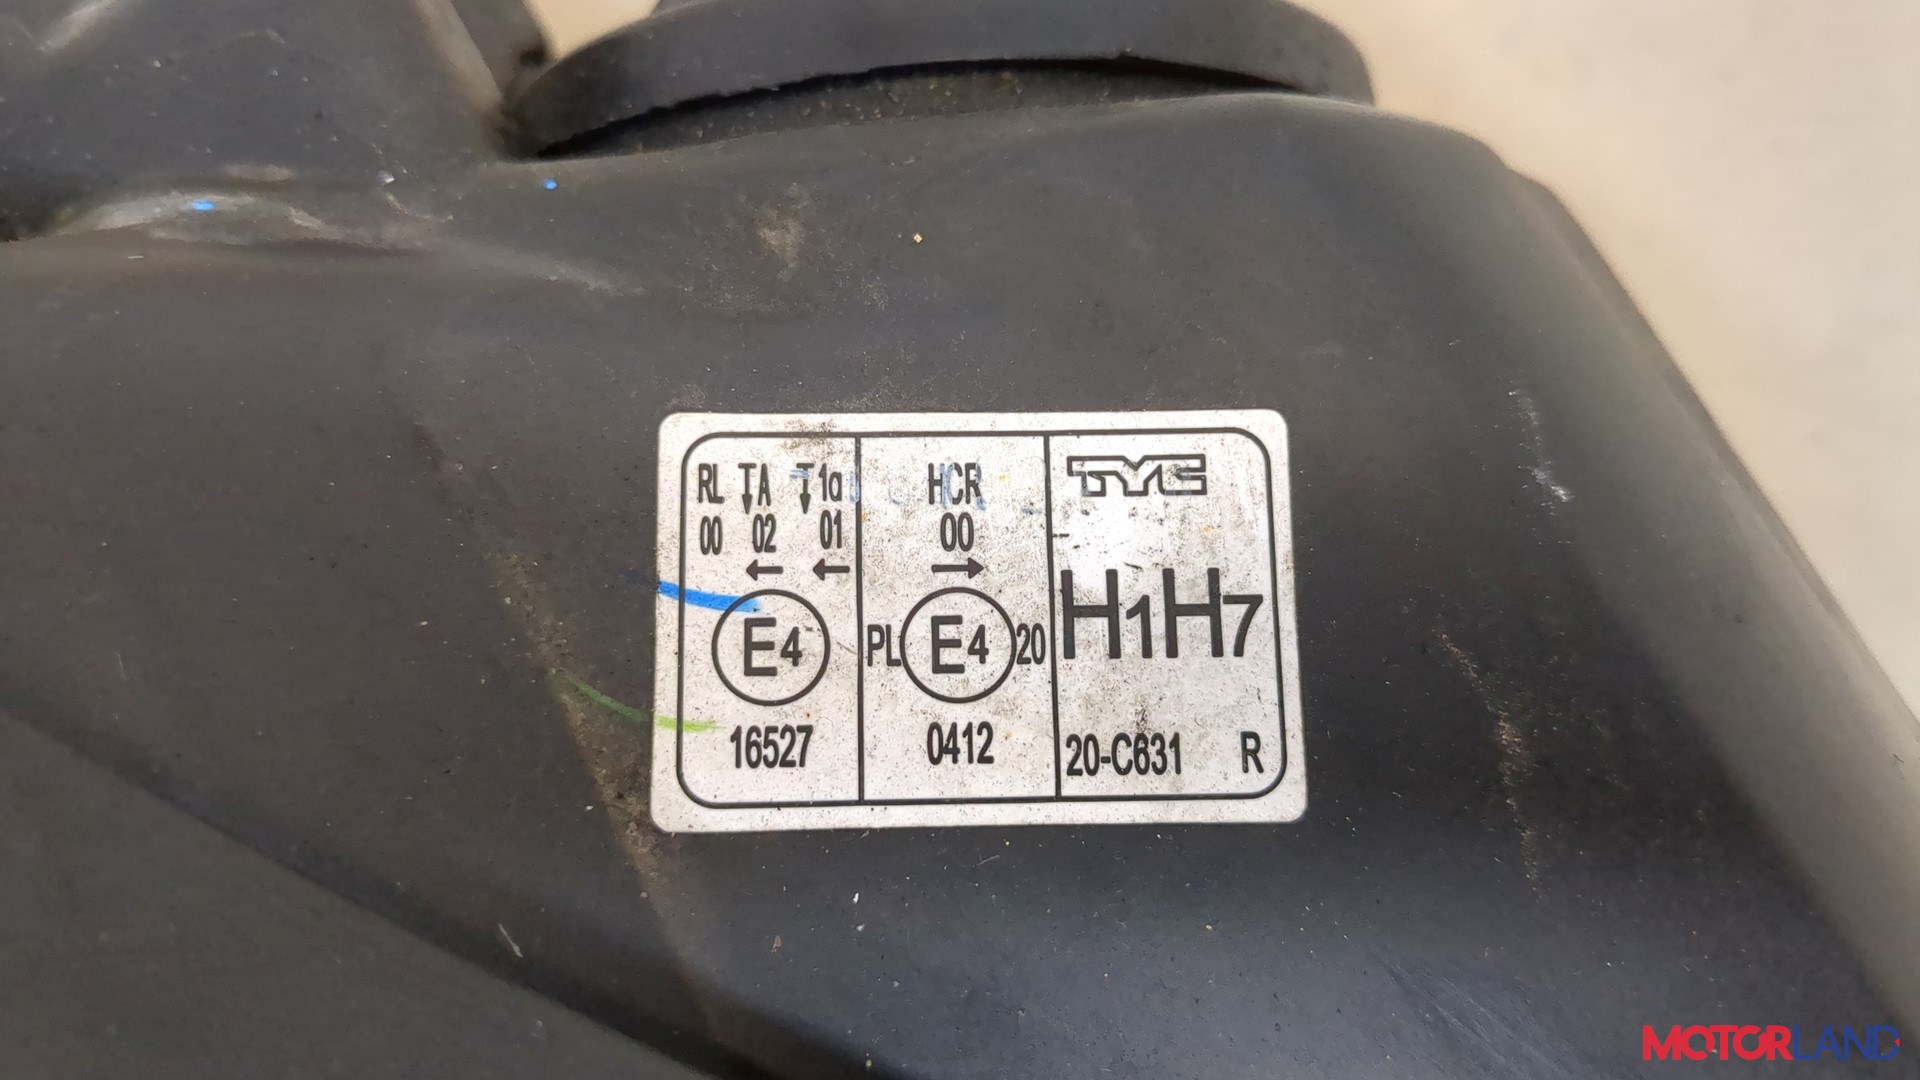 RL TA T1a
00 02 01
← ←
E4
16527
HCR
00
→
PL E4 20
0412
TYC
H1H7
20-C631 R
MOTORLAND